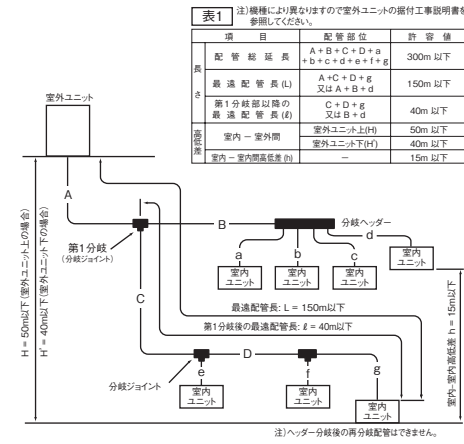 表1
注)機種により異なりますので室外ユニットの据付工事説明書を
参照してください。
項 目 配管部位 許容値
長さ
配管総延長 A+B+C+D+a+b+c+d+e+f+g 300m 以下
最遠配管長(L) A+C+D+g 又は A+B+d 150m 以下
第1分岐部以降の最遠配管長(ℓ) C+D+g 又は B+d 40m 以下
高低差
室内 − 室外間 室外ユニット上(H) 50m 以下
室外ユニット下(H') 40m 以下
室内 − 室内間高低差(h) − 15m 以下
室外ユニット
A
B
分岐ヘッダー
d
第1分岐
(分岐ジョイント)
a
b
c
室内
ユニット
室内
ユニット
室内
ユニット
室内
ユニット
C
最遠配管長: L = 150m以下
第1分岐後の最遠配管長: ℓ = 40m以下
D
g
分岐ジョイント
e
f
室内
ユニット
室内
ユニット
室内
ユニット
H = 50m以下(室外ユニット上の場合)
H' = 40m以下(室外ユニット下の場合)
室内-室内高低差 h = 15m以下
注)ヘッダー分岐後の再分岐配管はできません。